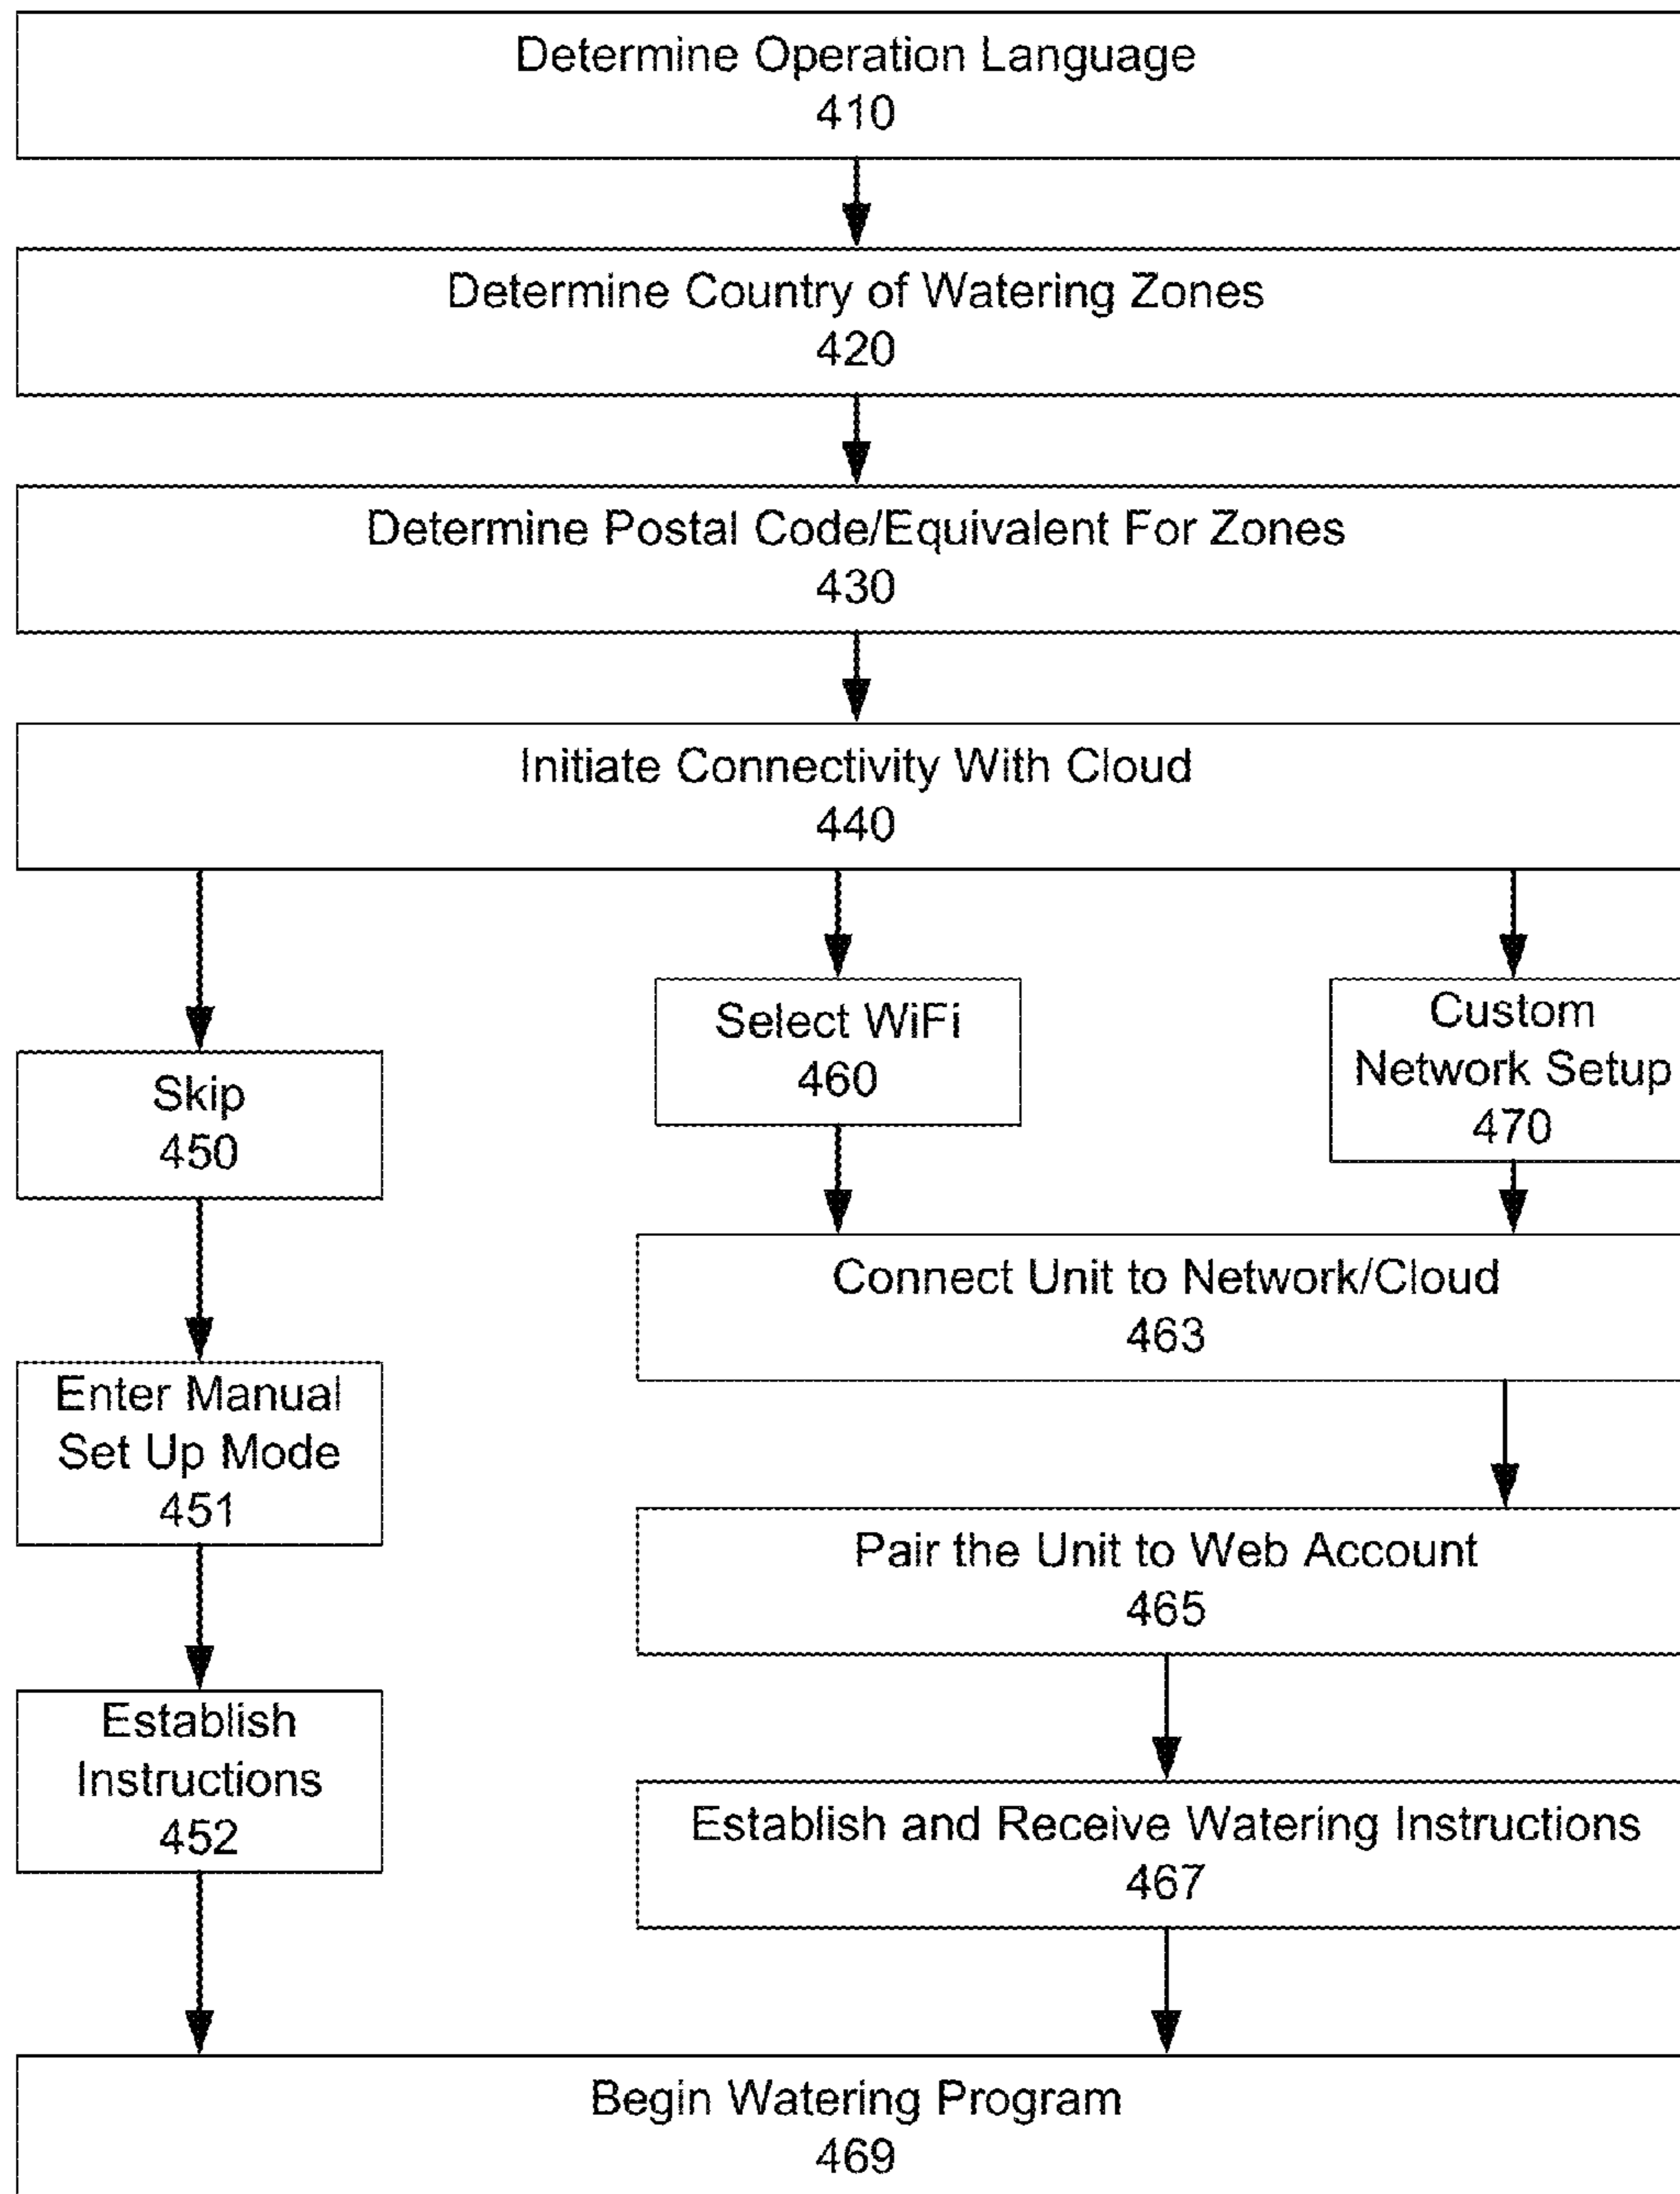 Determine Operation Language
410
Determine Country of Watering Zones
420
Determine Postal Code/Equivalent For Zones
430
Initiate Connectivity With Cloud
440
Skip
450
Select WiFi
460
Custom
Network Setup
470
Connect Unit to Network/Cloud
463
Enter Manual
Set Up Mode
451
Pair the Unit to Web Account
465
Establish
Instructions
452
Establish and Receive Watering Instructions
467
Begin Watering Program
469